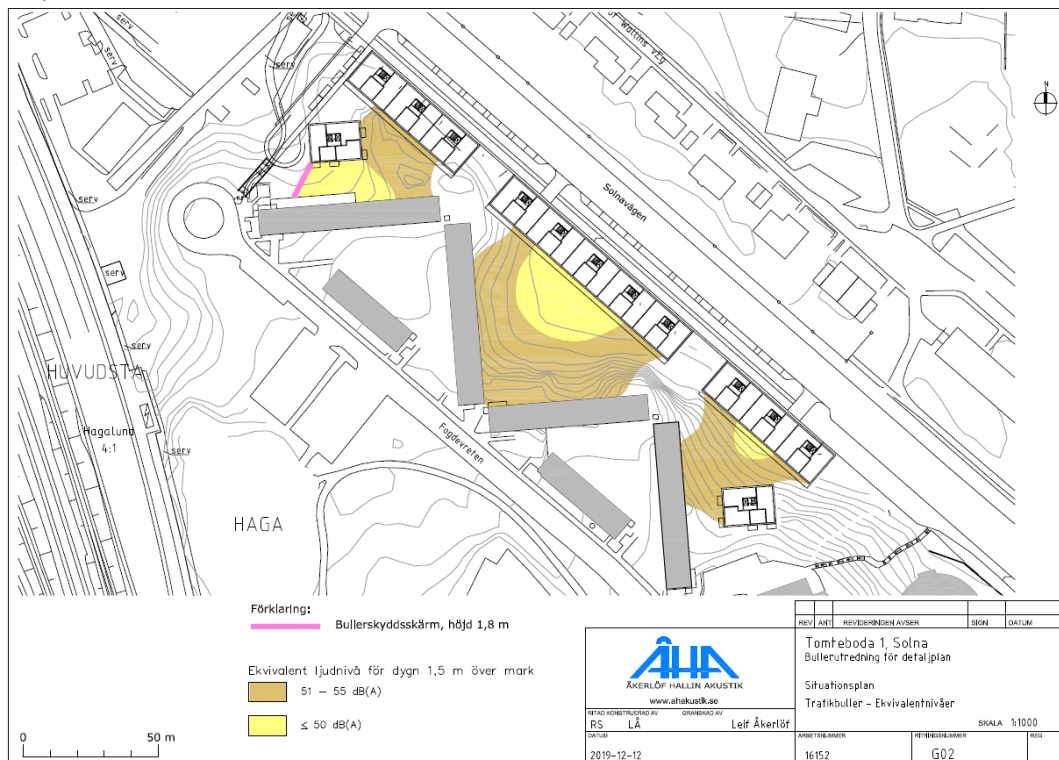 serv
serv
serv
or wattins väg
N
Solnavägen
serv
serv
serv
HUVUDSTA
Hagalund
4:1
serv
Fogdevreten
HAGA
Förklaring:
Bullerskyddsskärm, höjd 1,8 m
Ekvivalent ljudnivå för dygn 1,5 m över mark
51 – 55 dB(A)
≤ 50 dB(A)
0 50 m
ÅHA
ÅKERLÖF HALLIN AKUSTIK
www.ahakustik.se
RITAD KONSTRUERAD AV GRANSKAD AV
RS LÅ Leif Åkerlöf
DATUM
2019-12-12
REV ANT REVIDERINGEN AVSER SIGN DATUM
Tomteboda 1, Solna
Bullerutredning för detaljplan
Situationsplan
Trafikbuller - Ekvivalentnivåer
SKALA 1:1000
ARBETSNUMMER RITNINGSNUMMER REG
16152 G02